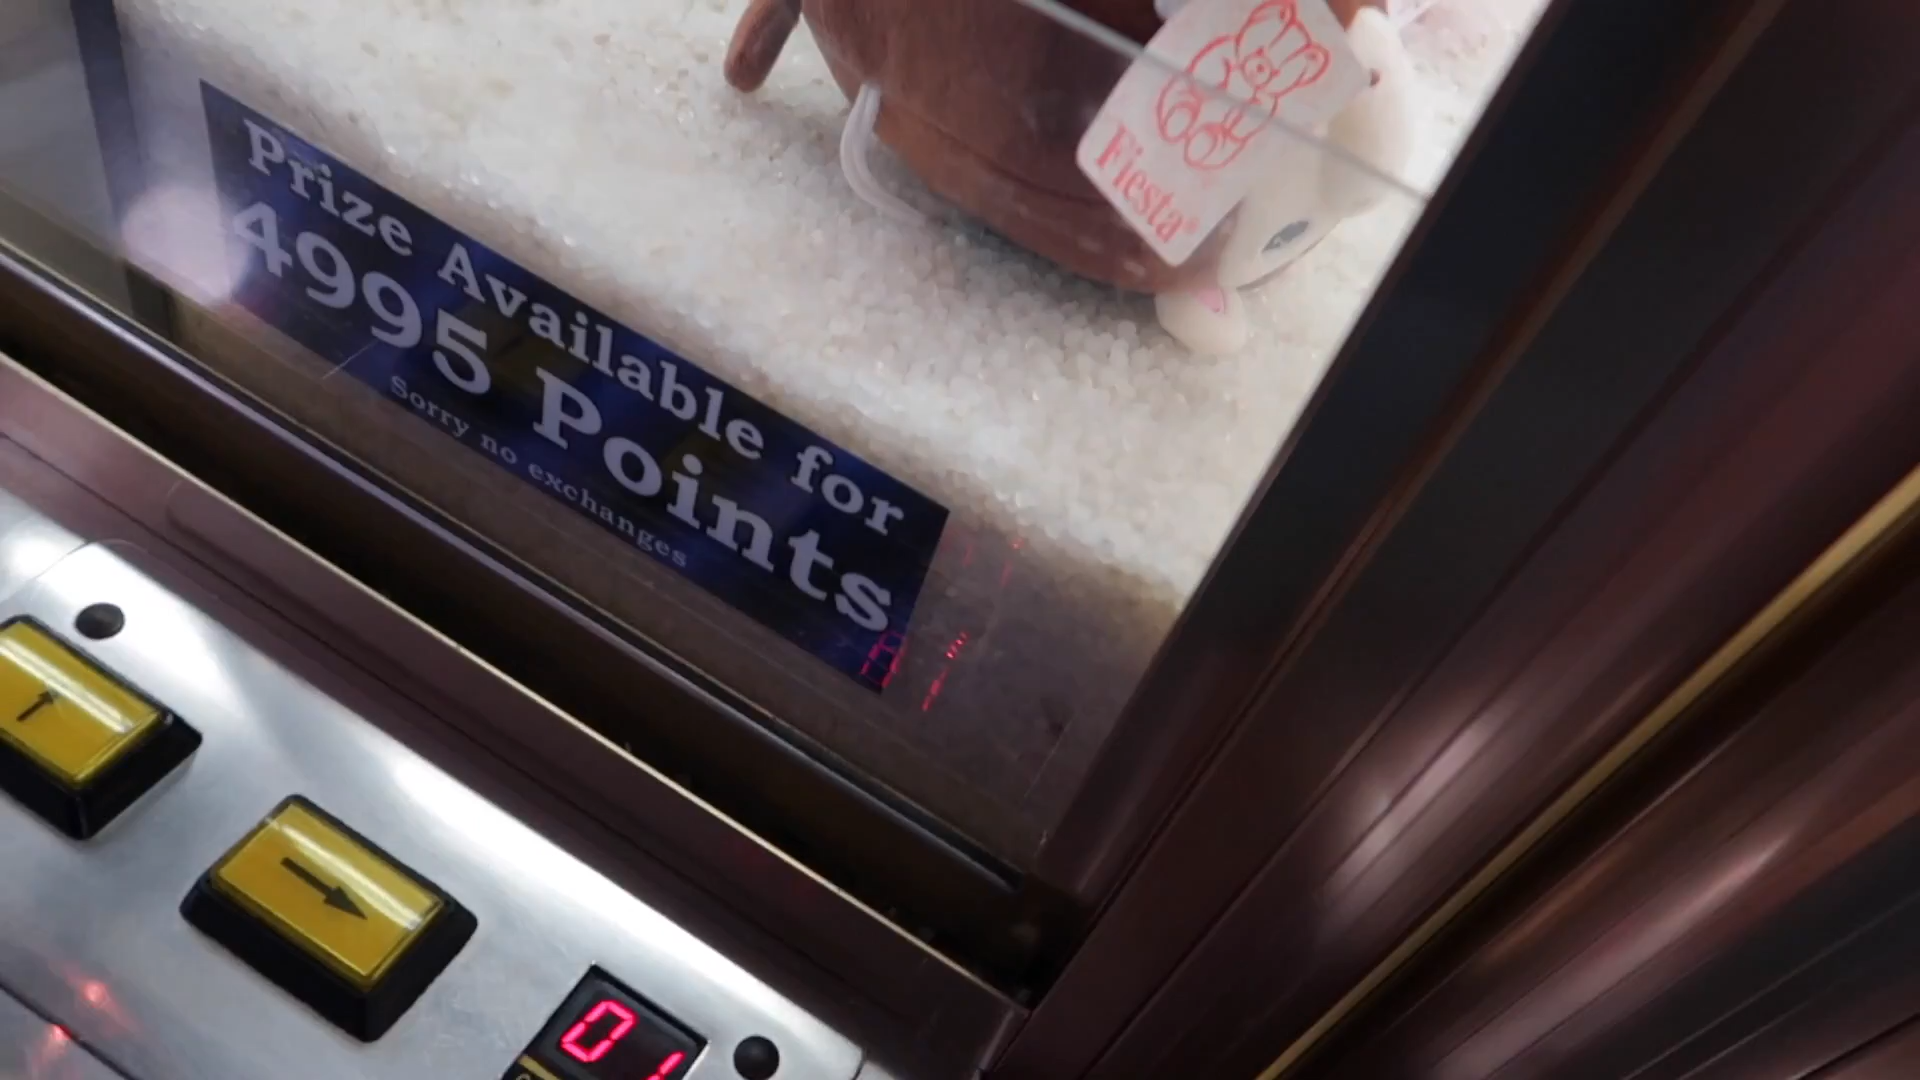 Fiesta®
Prize Available for
4995 Points
Sorry no exchanges
01